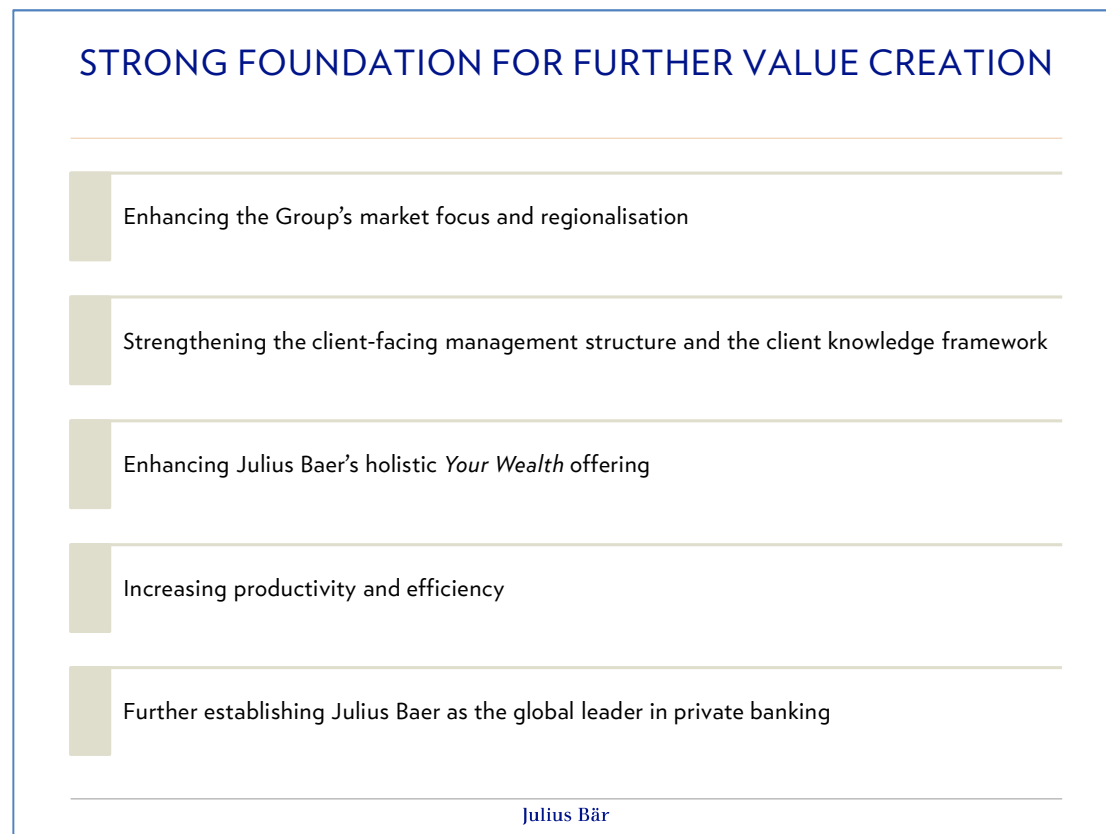 STRONG FOUNDATION FOR FURTHER VALUE CREATION
Enhancing the Group’s market focus and regionalisation
Strengthening the client-facing management structure and the client knowledge framework
Enhancing Julius Baer’s holistic Your Wealth offering
Increasing productivity and efficiency
Further establishing Julius Baer as the global leader in private banking
Julius Bär